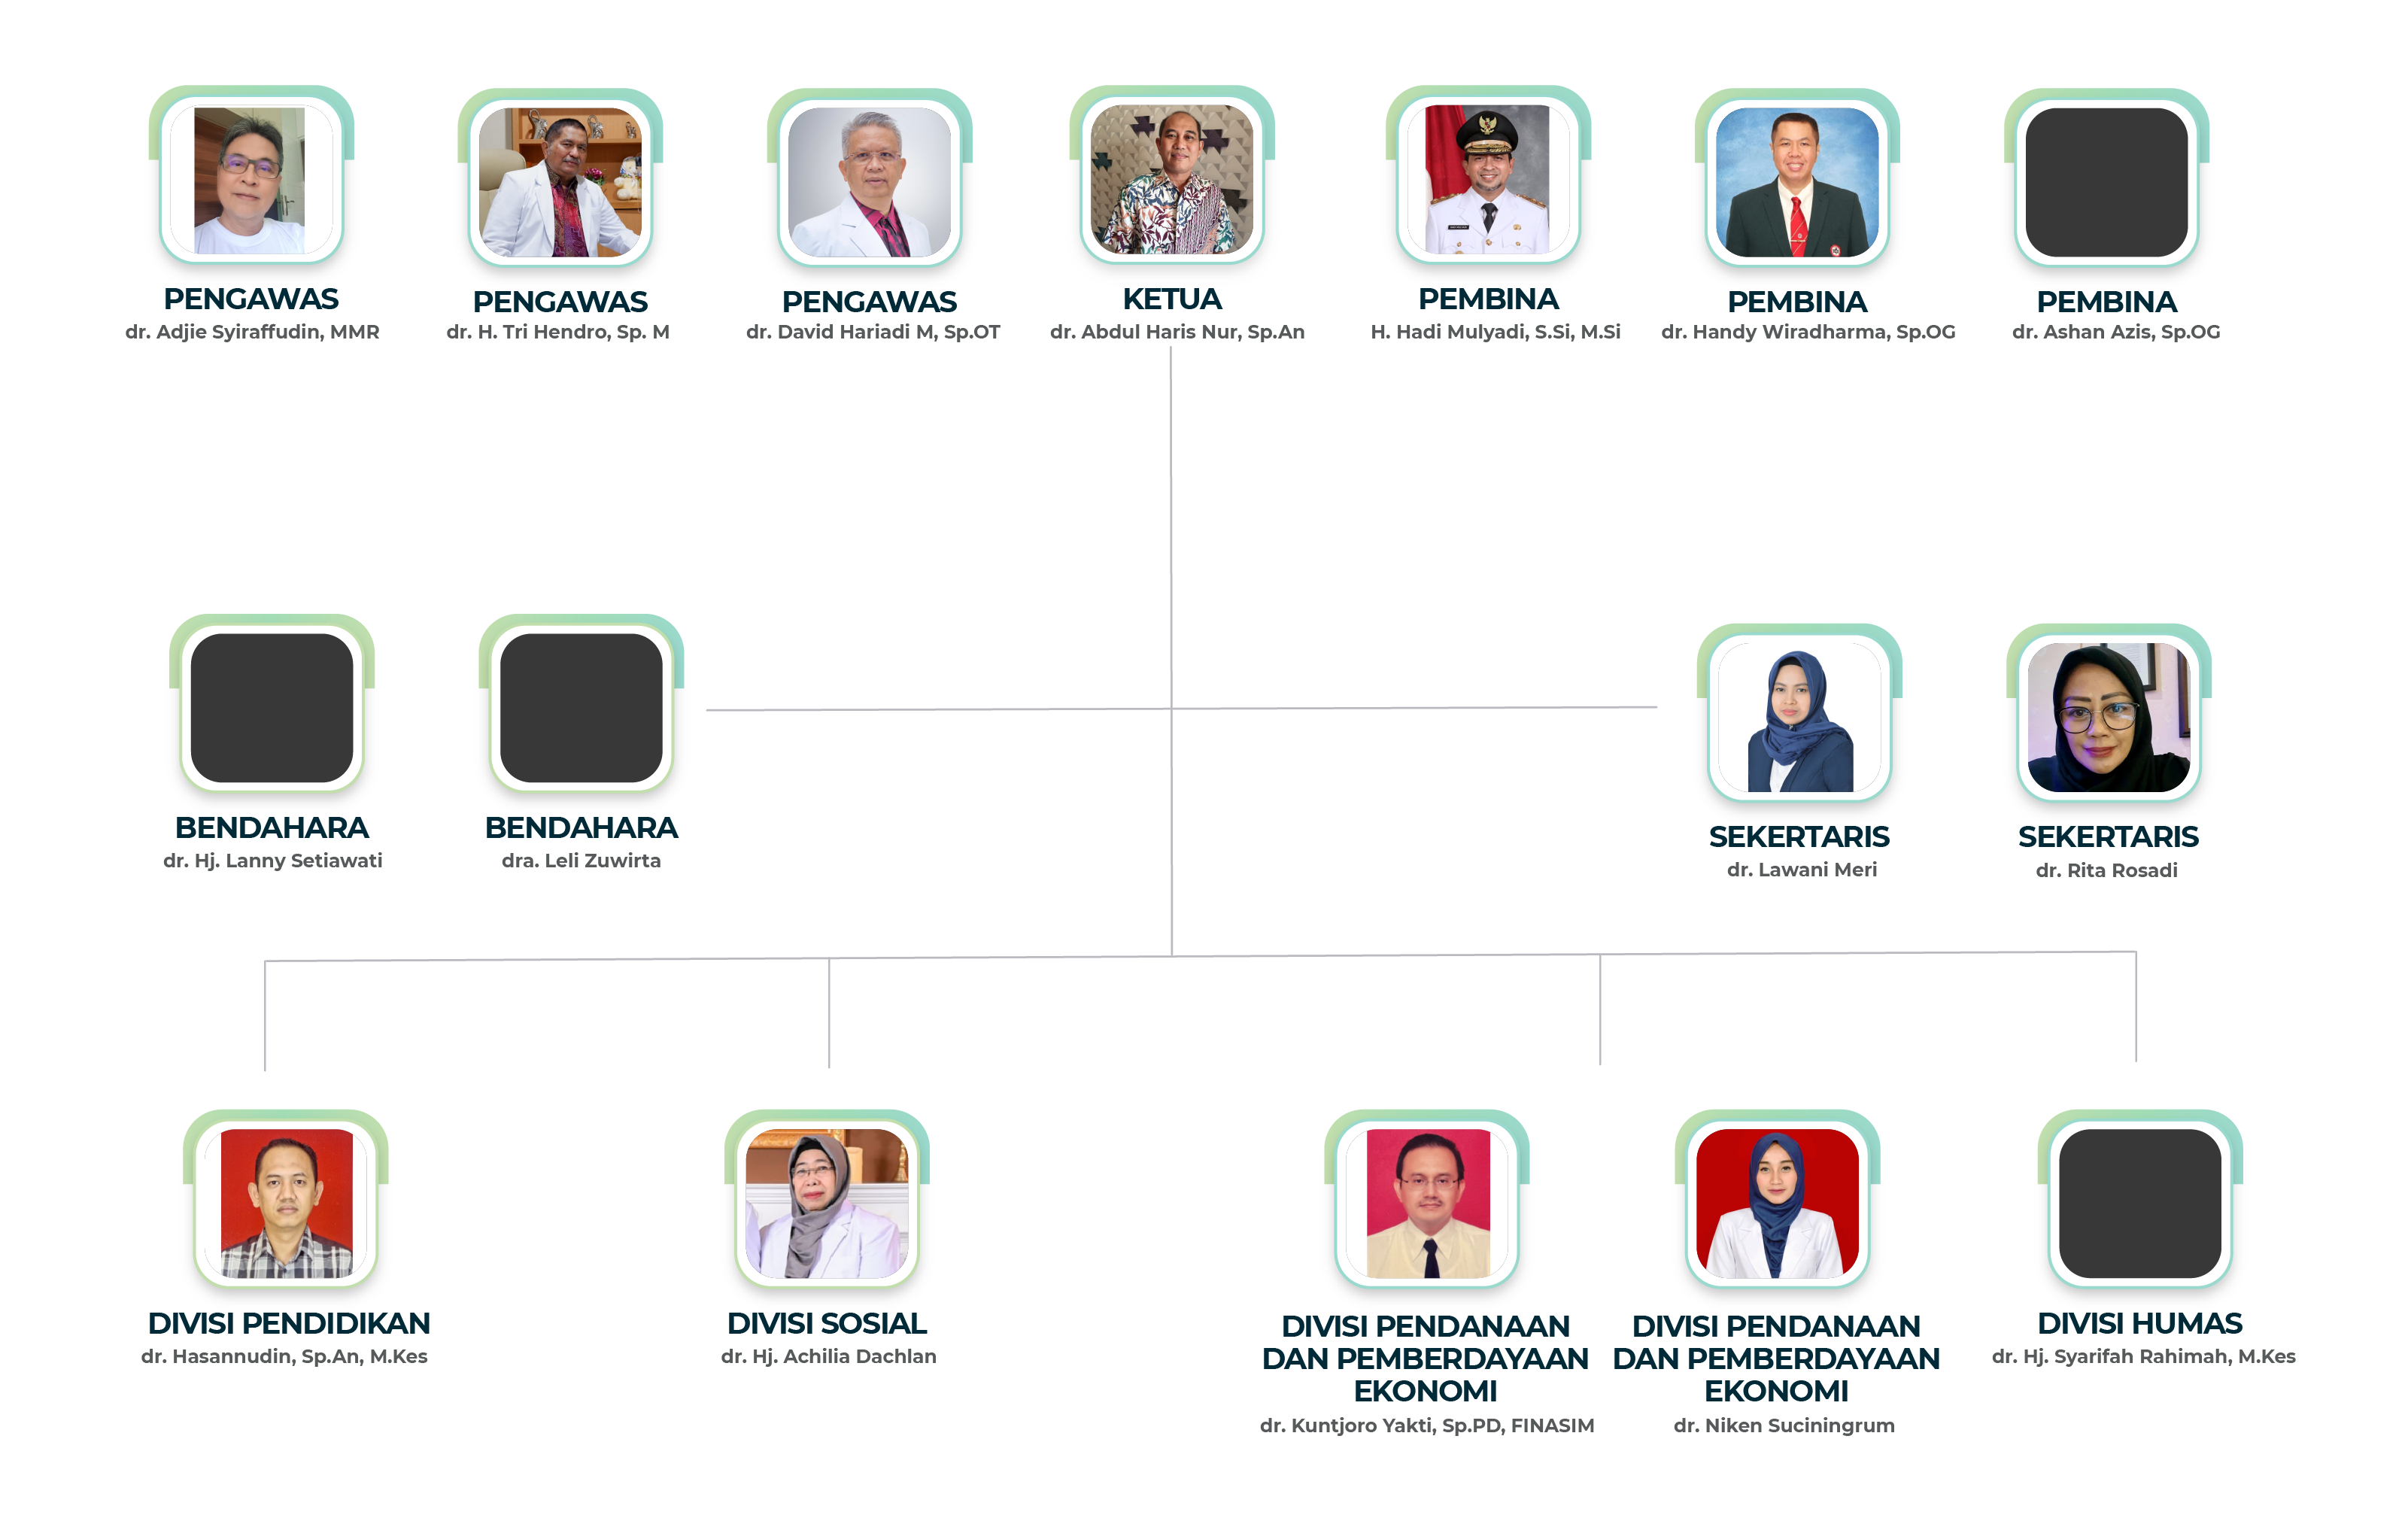 PENGAWAS
dr. Adjie Syiraffudin, MMR
PENGAWAS
dr. H. Tri Hendro, Sp. M
PENGAWAS
dr. David Hariadi M, Sp.OT
KETUA
dr. Abdul Haris Nur, Sp.An
PEMBINA
H. Hadi Mulyadi, S.Si, M.Si
PEMBINA
dr. Handy Wiradharma, Sp.OG
PEMBINA
dr. Ashan Azis, Sp.OG
BENDAHARA
dr. Hj. Lanny Setiawati
BENDAHARA
dra. Leli Zuwirta
SEKERTARIS
dr. Lawani Meri
SEKERTARIS
dr. Rita Rosadi
DIVISI PENDIDIKAN
dr. Hasannudin, Sp.An, M.Kes
DIVISI SOSIAL
dr. Hj. Achilia Dachlan
DIVISI PENDANAAN
DAN PEMBERDAYAAN
EKONOMI
dr. Kuntjoro Yakti, Sp.PD, FINASIM
DIVISI PENDANAAN
DAN PEMBERDAYAAN
EKONOMI
dr. Niken Suciningrum
DIVISI HUMAS
dr. Hj. Syarifah Rahimah, M.Kes